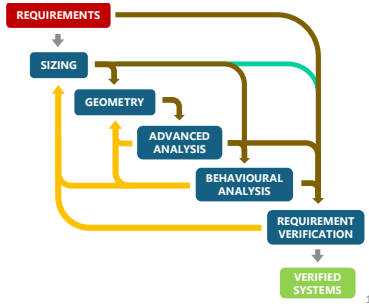 REQUIREMENTS
SIZING
GEOMETRY
ADVANCED
ANALYSIS
BEHAVIOURAL
ANALYSIS
REQUIREMENT
VERIFICATION
VERIFIED
SYSTEMS
1